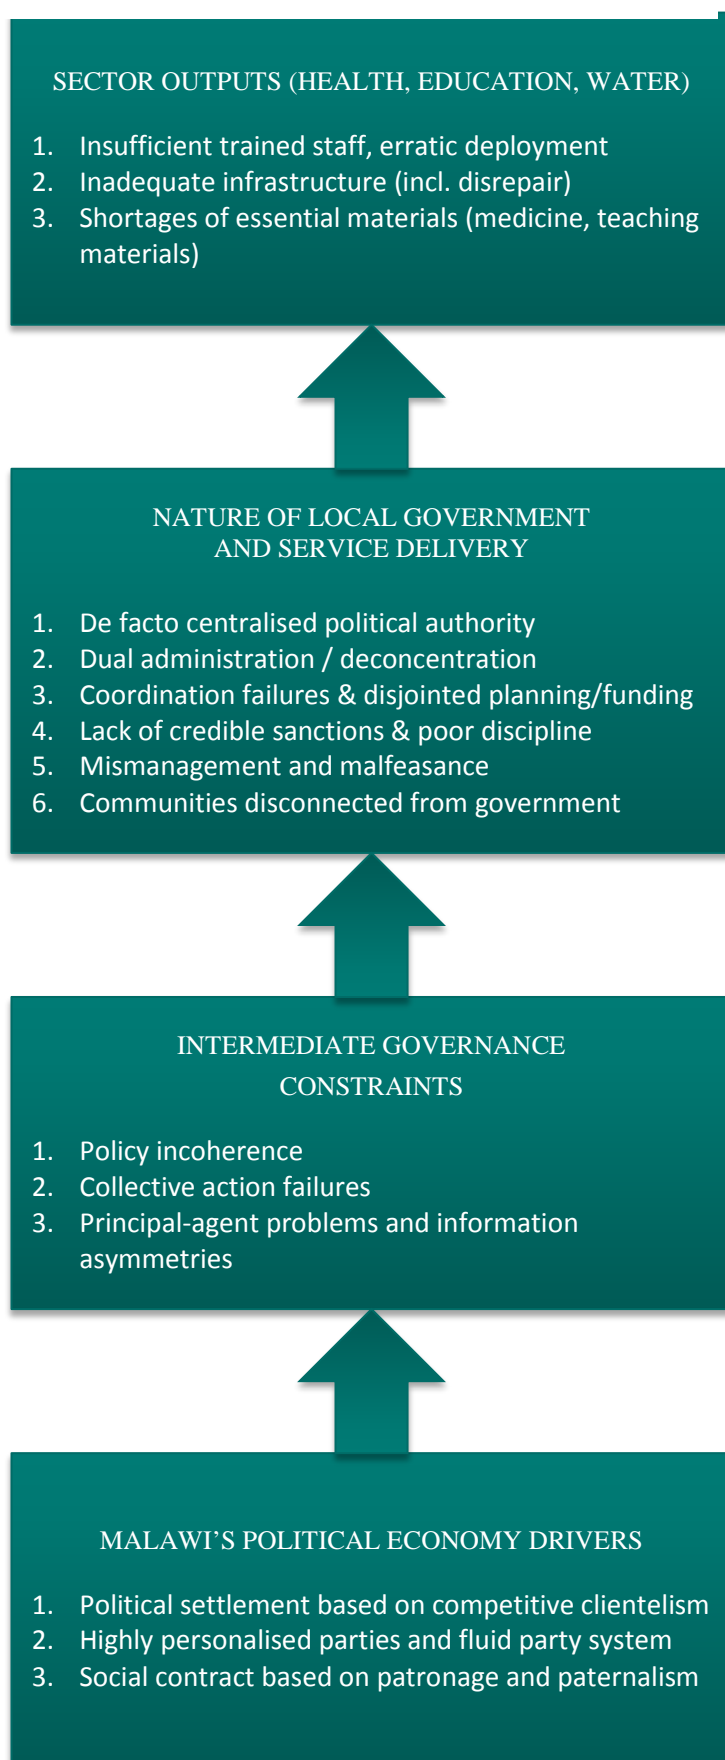 SECTOR OUTPUTS (HEALTH, EDUCATION, WATER)
1. Insufficient trained staff, erratic deployment
2. Inadequate infrastructure (incl. disrepair)
3. Shortages of essential materials (medicine, teaching
materials)
NATURE OF LOCAL GOVERNMENT
AND SERVICE DELIVERY
1. De facto centralised political authority
2. Dual administration / deconcentration
3. Coordination failures & disjointed planning/funding
4. Lack of credible sanctions & poor discipline
5. Mismanagement and malfeasance
6. Communities disconnected from government
INTERMEDIATE GOVERNANCE
CONSTRAINTS
1. Policy incoherence
2. Collective action failures
3. Principal-agent problems and information
asymmetries
MALAWI’S POLITICAL ECONOMY DRIVERS
1. Political settlement based on competitive clientelism
2. Highly personalised parties and fluid party system
3. Social contract based on patronage and paternalism